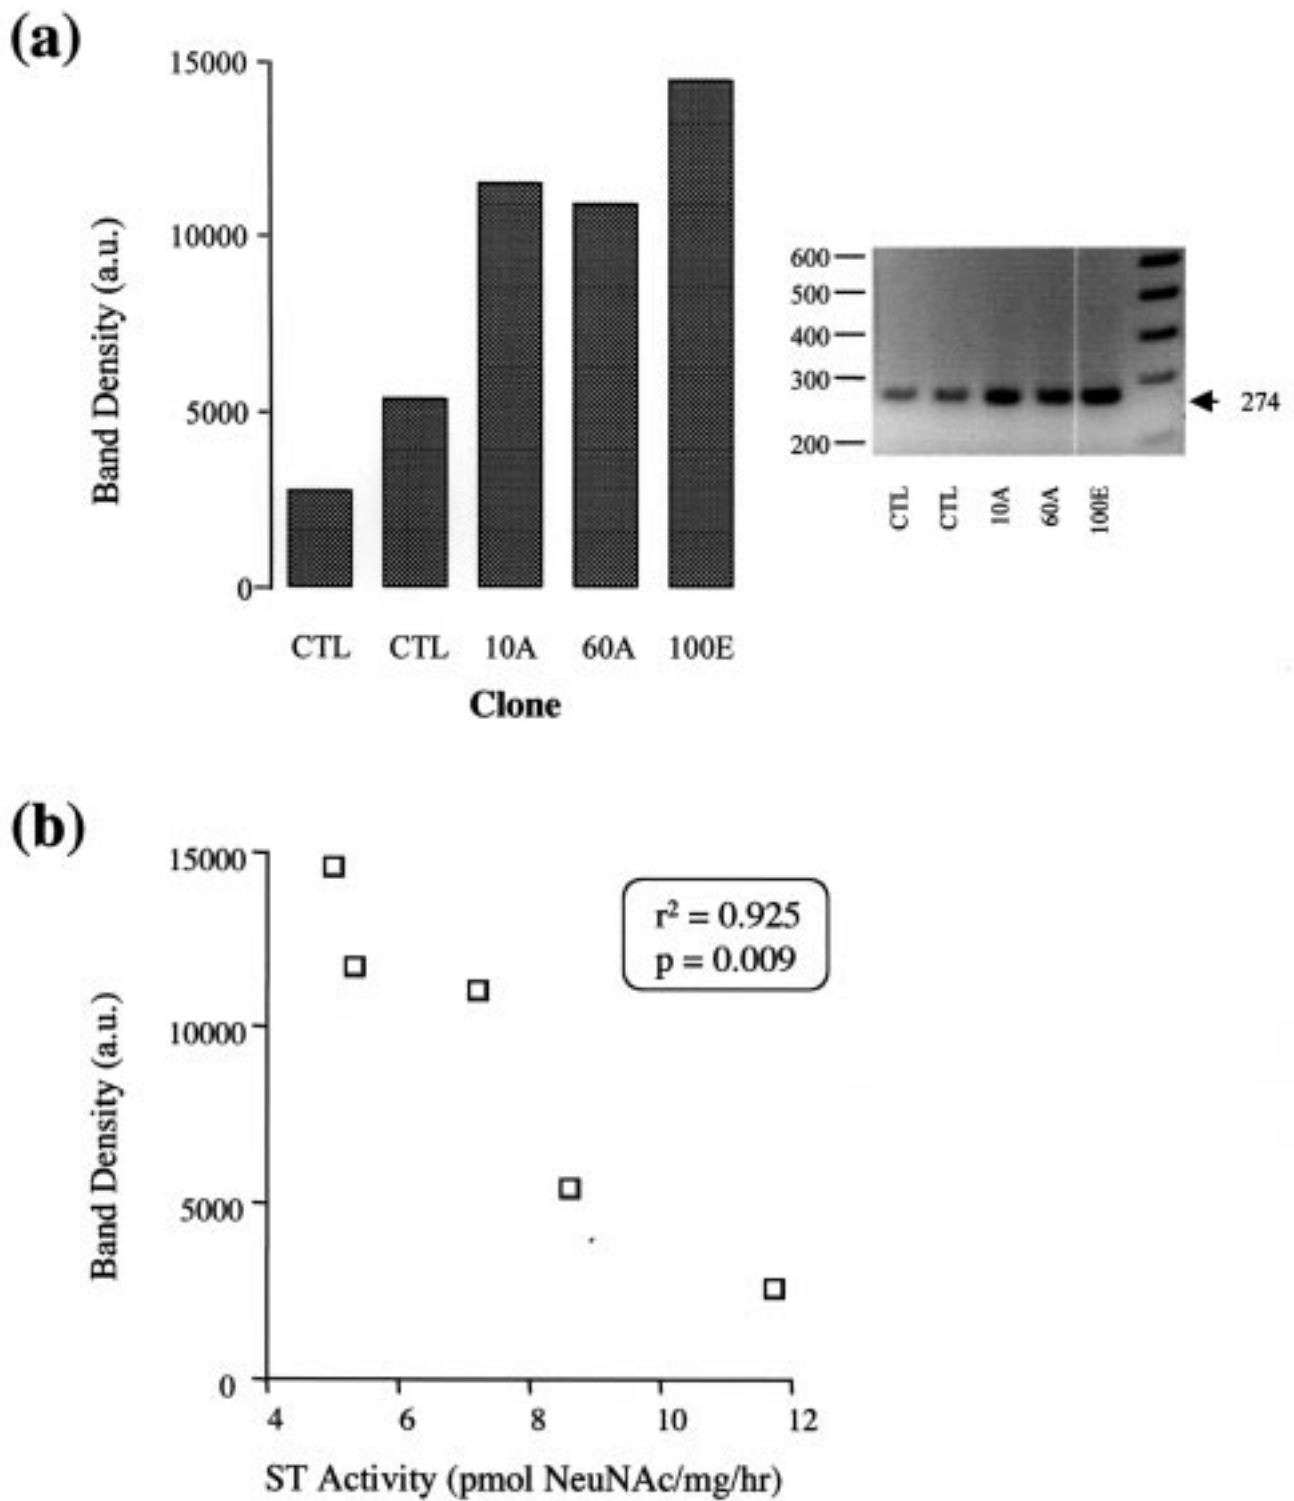 (a)
15000
10000
5000
0
Band Density (a.u.)
CTL CTL 10A 60A 100E
Clone
600
500
400
300
200
274
CTL CTL 10A 60A 100E
(b)
15000
10000
5000
0
Band Density (a.u.)
r² = 0.925
p = 0.009
4 6 8 10 12
ST Activity (pmol NeuNAc/mg/hr)